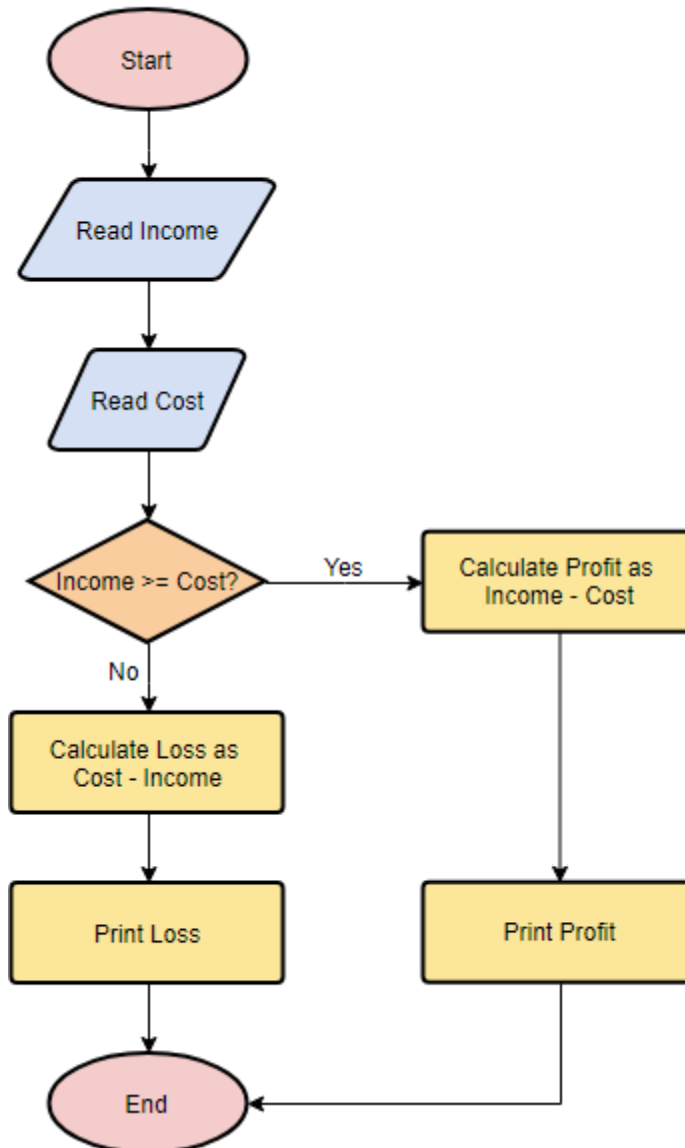 Start
Read Income
Read Cost
Income >= Cost?
Yes
Calculate Profit as
Income - Cost
No
Calculate Loss as
Cost - Income
Print Loss
Print Profit
End